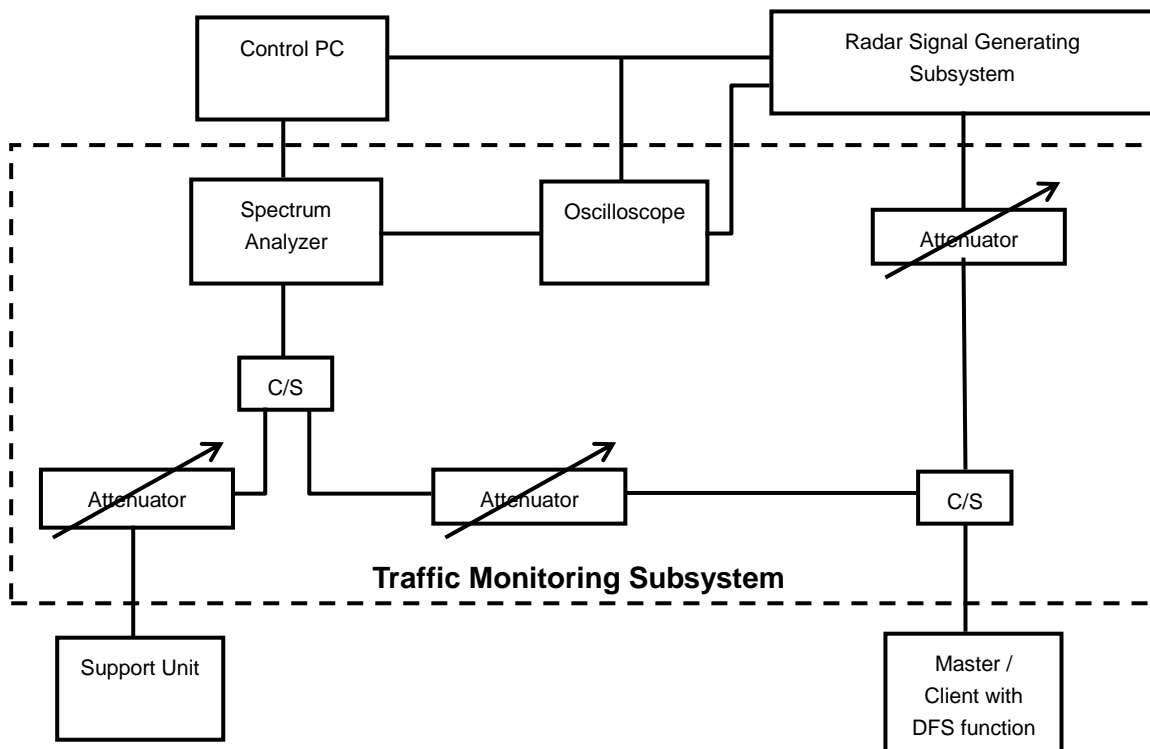 Control PC
Radar Signal Generating
Subsystem
Spectrum
Analyzer
Oscilloscope
Attenuator
C/S
Attenuator
Attenuator
C/S
Traffic Monitoring Subsystem
Support Unit
Master /
Client with
DFS function